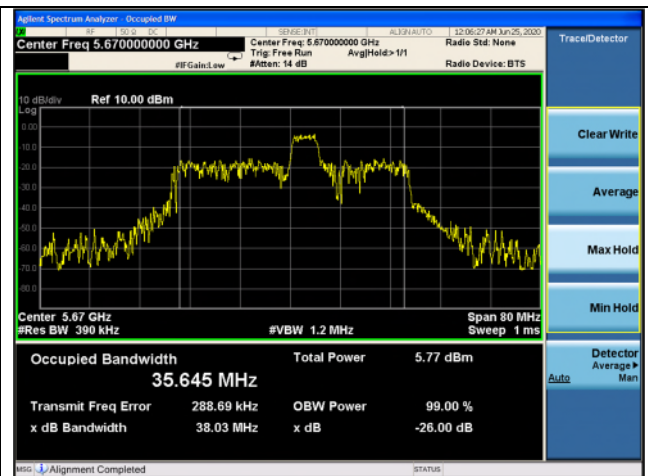 Agilent Spectrum Analyzer - Occupied BW
RF 50 Ω DC SENSE:INT ALIGNAUTO 12:06:27 AM Jun 25, 2020
Center Freq 5.670000000 GHz Center Freq: 5.670000000 GHz Radio Std: None
Trig: Free Run Avg|Hold:>1/1
#IFGain:Low #Atten: 14 dB Radio Device: BTS
Trace/Detector
10 dB/div Ref 10.00 dBm
Log
0.00
-10.0
-20.0
-30.0
-40.0
-50.0
-60.0
-70.0
-80.0
Clear Write
Average
Max Hold
Min Hold
Center 5.67 GHz Span 80 MHz
#Res BW 390 kHz #VBW 1.2 MHz Sweep 1 ms
Occupied Bandwidth Total Power 5.77 dBm
35.645 MHz
Transmit Freq Error 288.69 kHz OBW Power 99.00 %
x dB Bandwidth 38.03 MHz x dB -26.00 dB
Detector
Average
Auto Man
MSG Alignment Completed STATUS